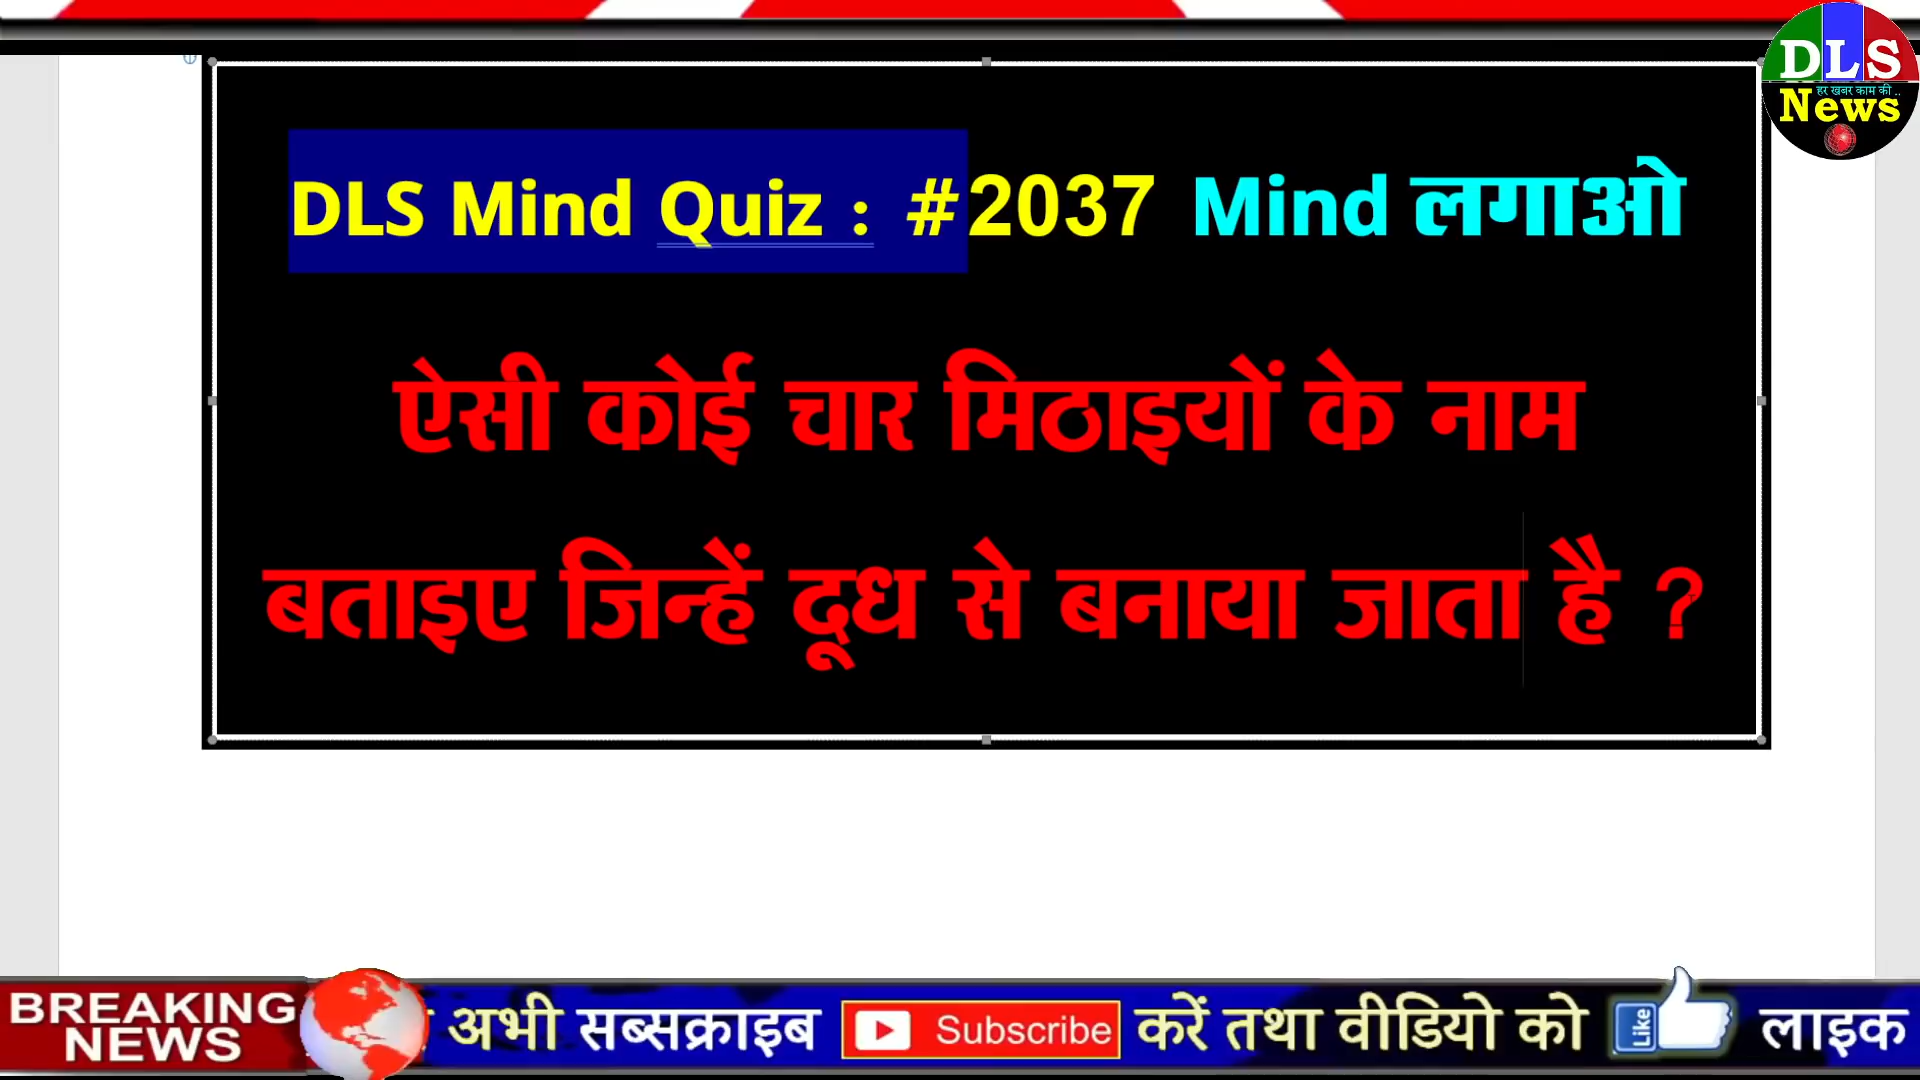 DLS
हर खबर काम की ..
News
DLS Mind Quiz : #2037 Mind लगाओ
ऐसी कोई चार मिठाइयों के नाम
बताइए जिन्हें दूध से बनाया जाता है ?
BREAKING
NEWS
अभी सब्सक्राइब Subscribe करें तथा वीडियो को Like लाइक